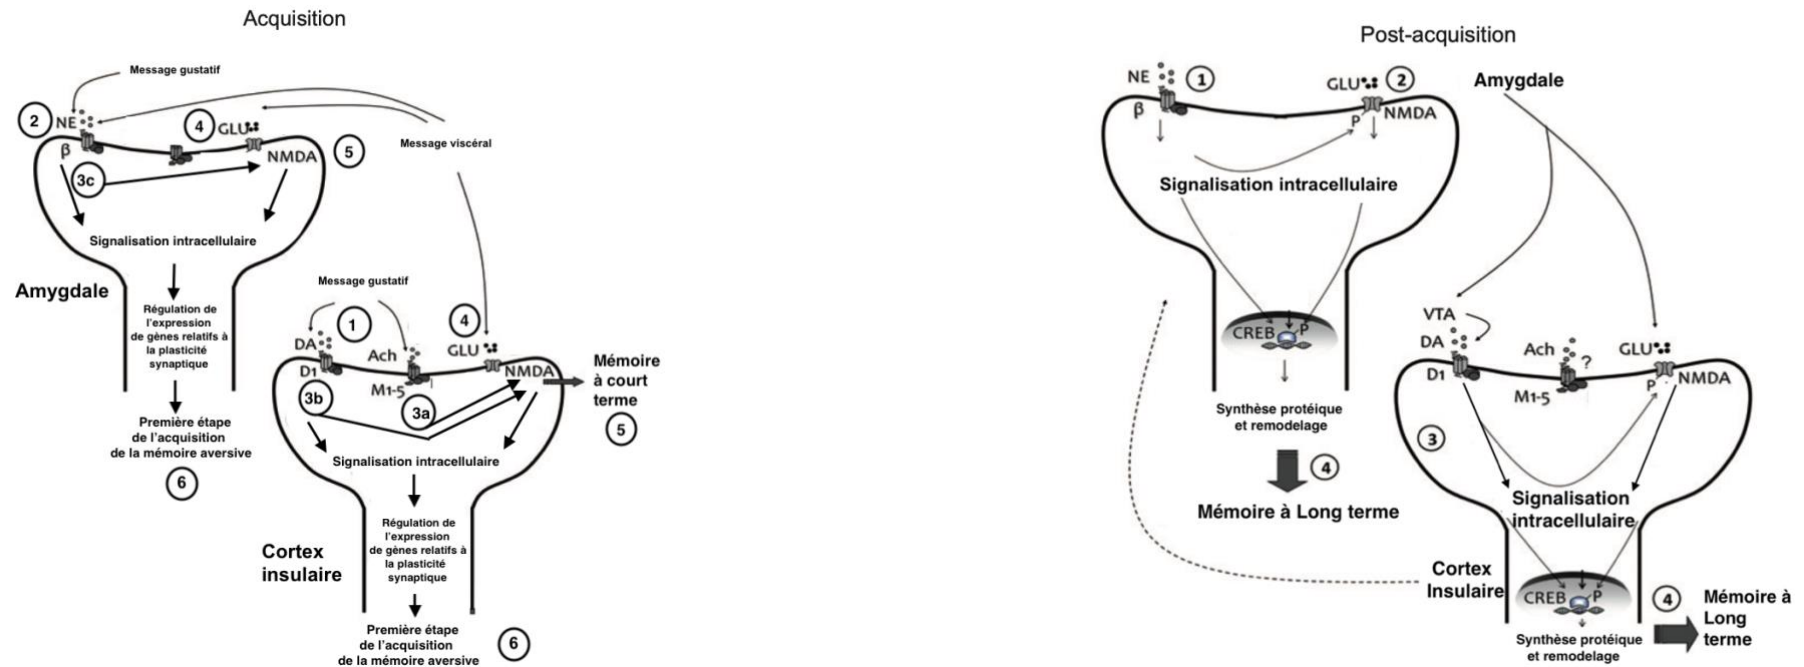 Acquisition
Message gustatif
2
NE
4
GLU
β
NMDA
5
3c
Message viscéral
Signalisation intracellulaire
Amygdale
Régulation de
l'expression
de gènes relatifs à
la plasticité
synaptique
Première étape
de l'acquisition
de la mémoire aversive
6
Message gustatif
1
4
DA
Ach
GLU
D1
M1-5
NMDA
Mémoire
à court
terme
5
3b
3a
Signalisation intracellulaire
Régulation de
l'expression
de gènes relatifs à
la plasticité
synaptique
Cortex
insulaire
Première étape
de l'acquisition
de la mémoire aversive
6
Post-acquisition
NE
1
GLU
2
Amygdale
β
P
NMDA
Signalisation intracellulaire
CREB
P
Synthèse protéique
et remodelage
4
Mémoire à Long terme
VTA
DA
Ach
?
GLU
D1
M1-5
P
NMDA
3
Signalisation
intracellulaire
Cortex
Insulaire
CREB
P
4
Mémoire à
Long
terme
Synthèse protéique
et remodelage